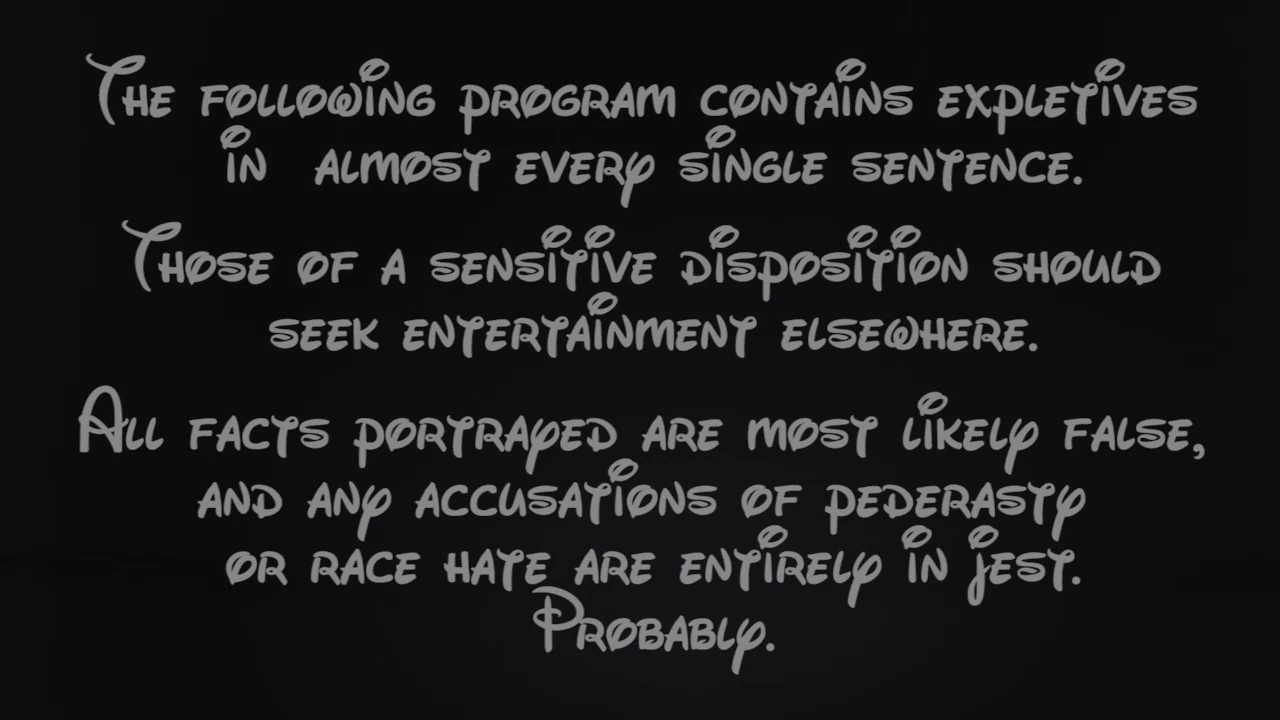 The following program contains expletives
in almost every single sentence.
Those of a sensitive disposition should
seek entertainment elsewhere.
All facts portrayed are most likely false,
and any accusations of pederasty
or race hate are entirely in jest.
Probably.